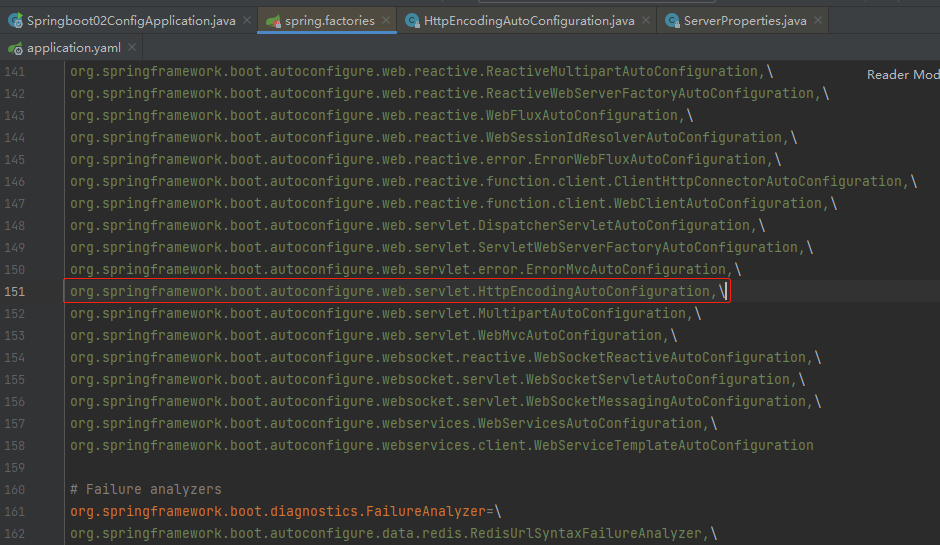 Springboot02ConfigApplication.java spring.factories HttpEncodingAutoConfiguration.java ServerProperties.java
application.yaml
Reader Mod
141 org.springframework.boot.autoconfigure.web.reactive.ReactiveMultipartAutoConfiguration,\
142 org.springframework.boot.autoconfigure.web.reactive.ReactiveWebServerFactoryAutoConfiguration,\
143 org.springframework.boot.autoconfigure.web.reactive.WebFluxAutoConfiguration,\
144 org.springframework.boot.autoconfigure.web.reactive.WebSessionIdResolverAutoConfiguration,\
145 org.springframework.boot.autoconfigure.web.reactive.error.ErrorWebFluxAutoConfiguration,\
146 org.springframework.boot.autoconfigure.web.reactive.function.client.ClientHttpConnectorAutoConfiguration,\
147 org.springframework.boot.autoconfigure.web.reactive.function.client.WebClientAutoConfiguration,\
148 org.springframework.boot.autoconfigure.web.servlet.DispatcherServletAutoConfiguration,\
149 org.springframework.boot.autoconfigure.web.servlet.ServletWebServerFactoryAutoConfiguration,\
150 org.springframework.boot.autoconfigure.web.servlet.error.ErrorMvcAutoConfiguration,\
151 org.springframework.boot.autoconfigure.web.servlet.HttpEncodingAutoConfiguration,\
152 org.springframework.boot.autoconfigure.web.servlet.MultipartAutoConfiguration,\
153 org.springframework.boot.autoconfigure.web.servlet.WebMvcAutoConfiguration,\
154 org.springframework.boot.autoconfigure.websocket.reactive.WebSocketReactiveAutoConfiguration,\
155 org.springframework.boot.autoconfigure.websocket.servlet.WebSocketServletAutoConfiguration,\
156 org.springframework.boot.autoconfigure.websocket.servlet.WebSocketMessagingAutoConfiguration,\
157 org.springframework.boot.autoconfigure.webservices.WebServicesAutoConfiguration,\
158 org.springframework.boot.autoconfigure.webservices.client.WebServiceTemplateAutoConfiguration
159
160 # Failure analyzers
161 org.springframework.boot.diagnostics.FailureAnalyzer=\
162 org.springframework.boot.autoconfigure.data.redis.RedisUrlSyntaxFailureAnalyzer,\